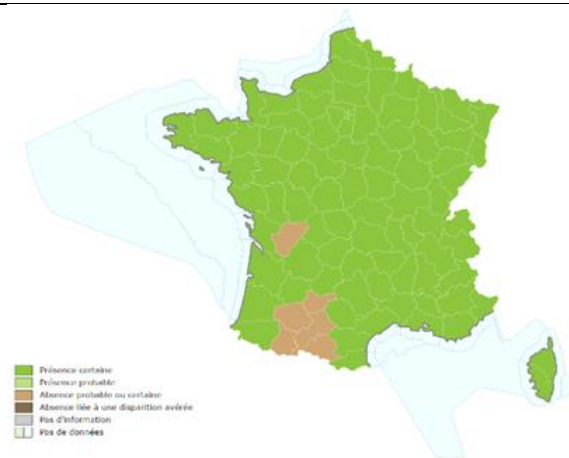 Présence certaine
Présence probable
Absence probable ou certaine
Absence liée à une disparition avérée
Pas d'information
Pas de données